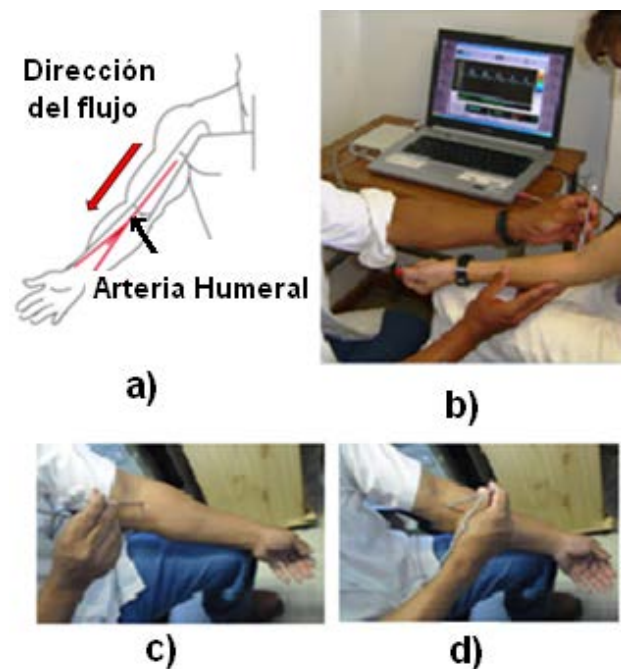 Dirección
del flujo
Arteria Humeral
a)
b)
c)
d)